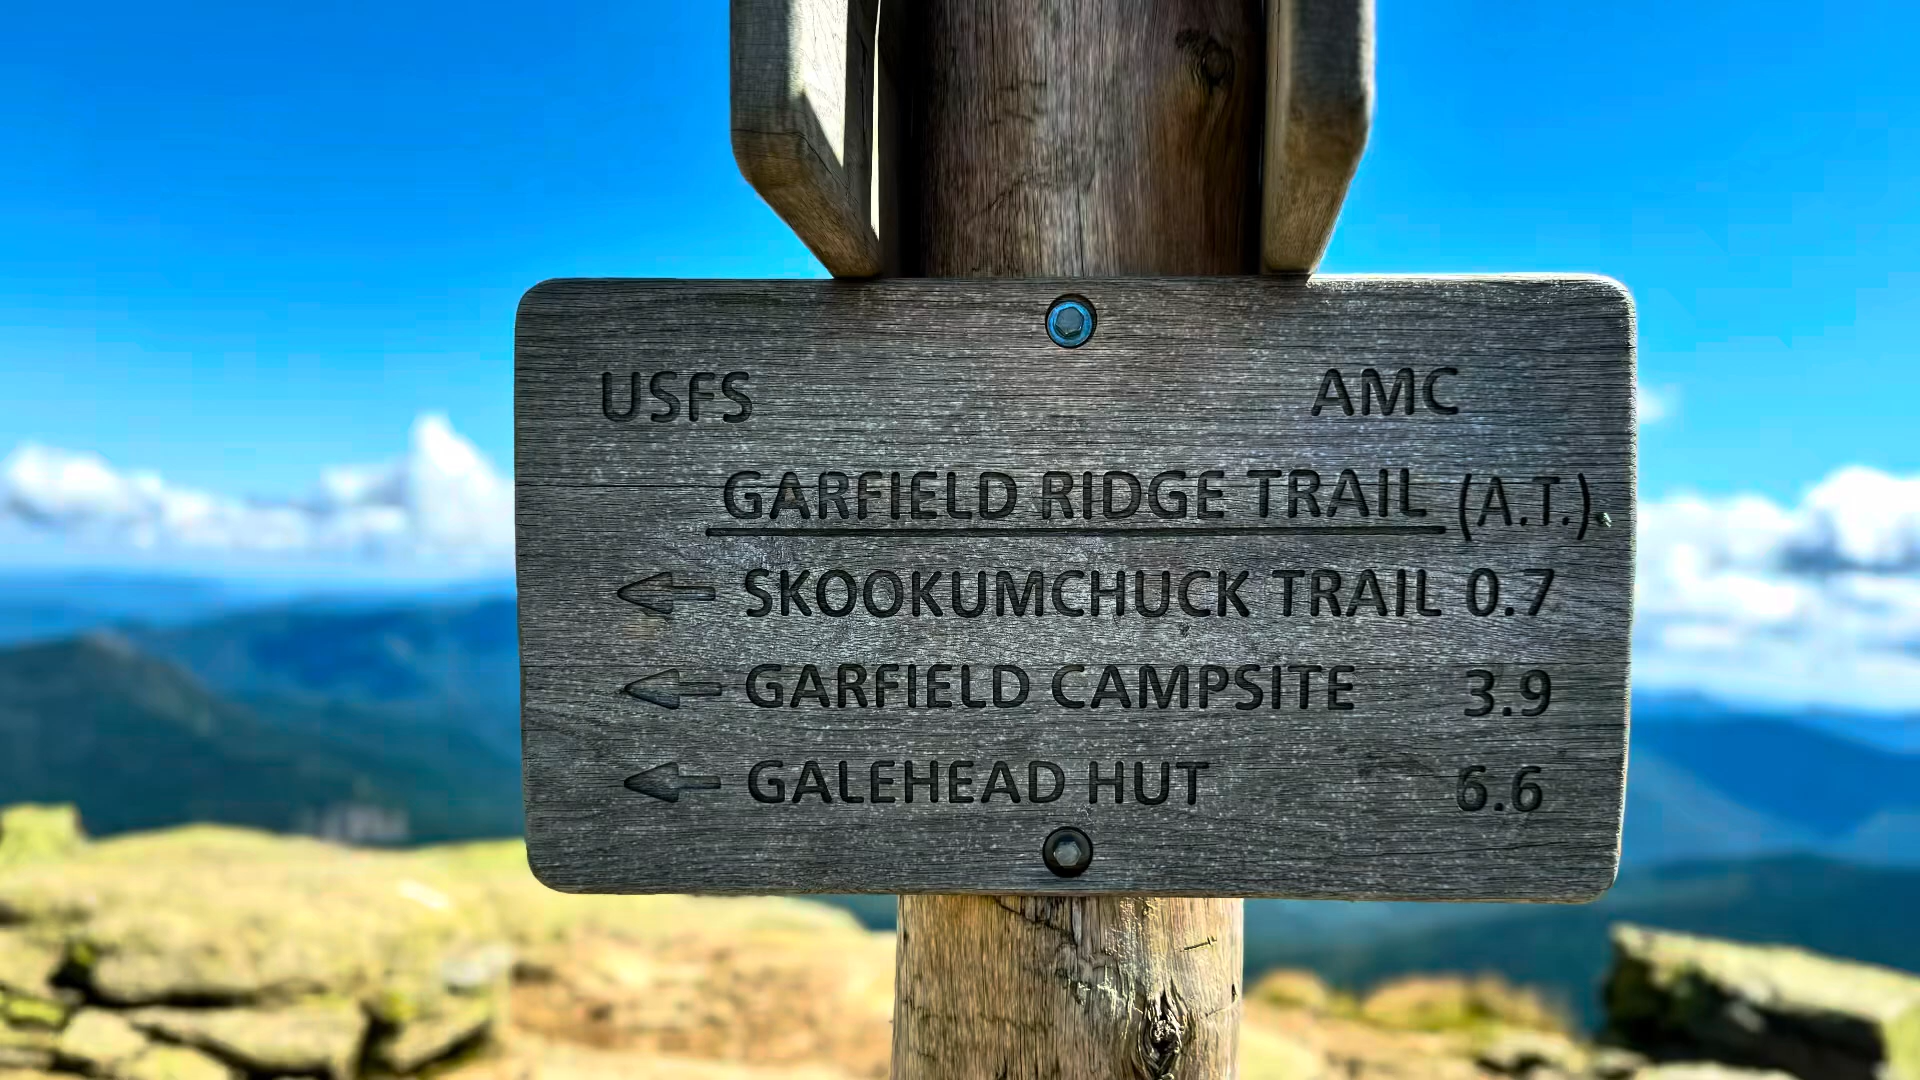 USFS AMC
GARFIELD RIDGE TRAIL (A.T.)
SKOOKUMCHUCK TRAIL 0.7
GARFIELD CAMPSITE 3.9
GALEHEAD HUT 6.6